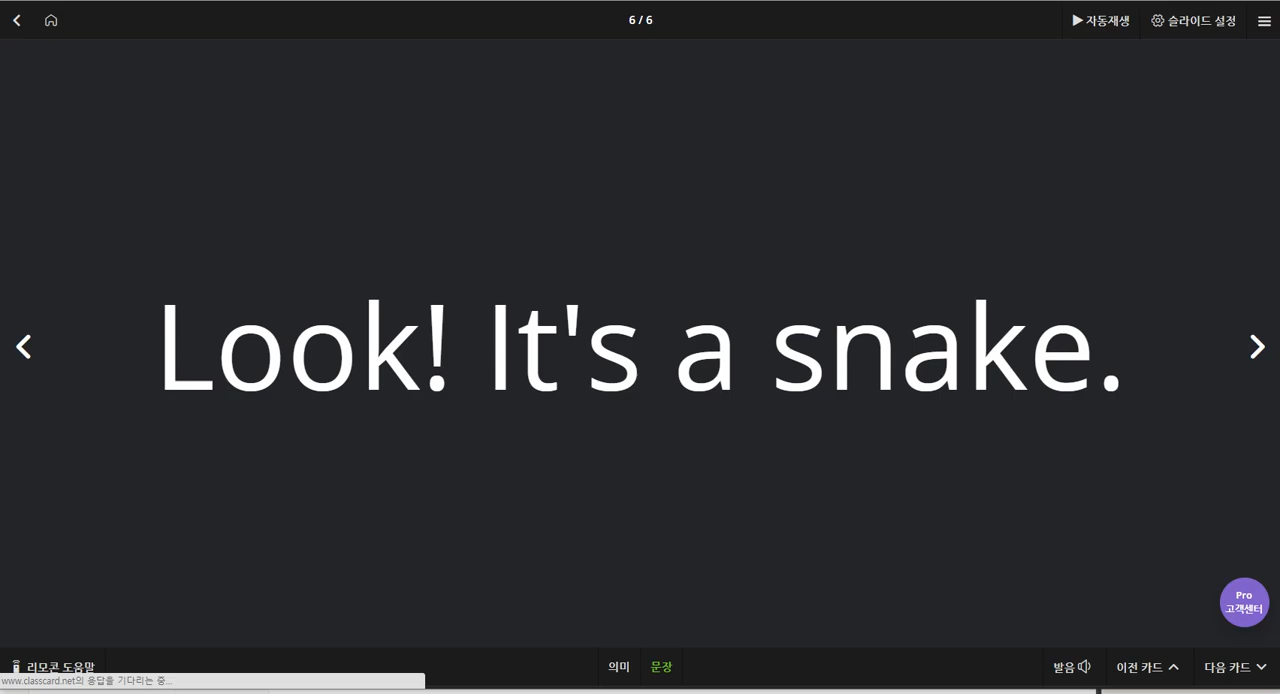 6 / 6
자동재생
슬라이드 설정
Look! It's a snake.
Pro
고객센터
리모콘 도움말
의미
문장
발음
이전 카드
다음 카드
www.classcard.net의 응답을 기다리는 중...